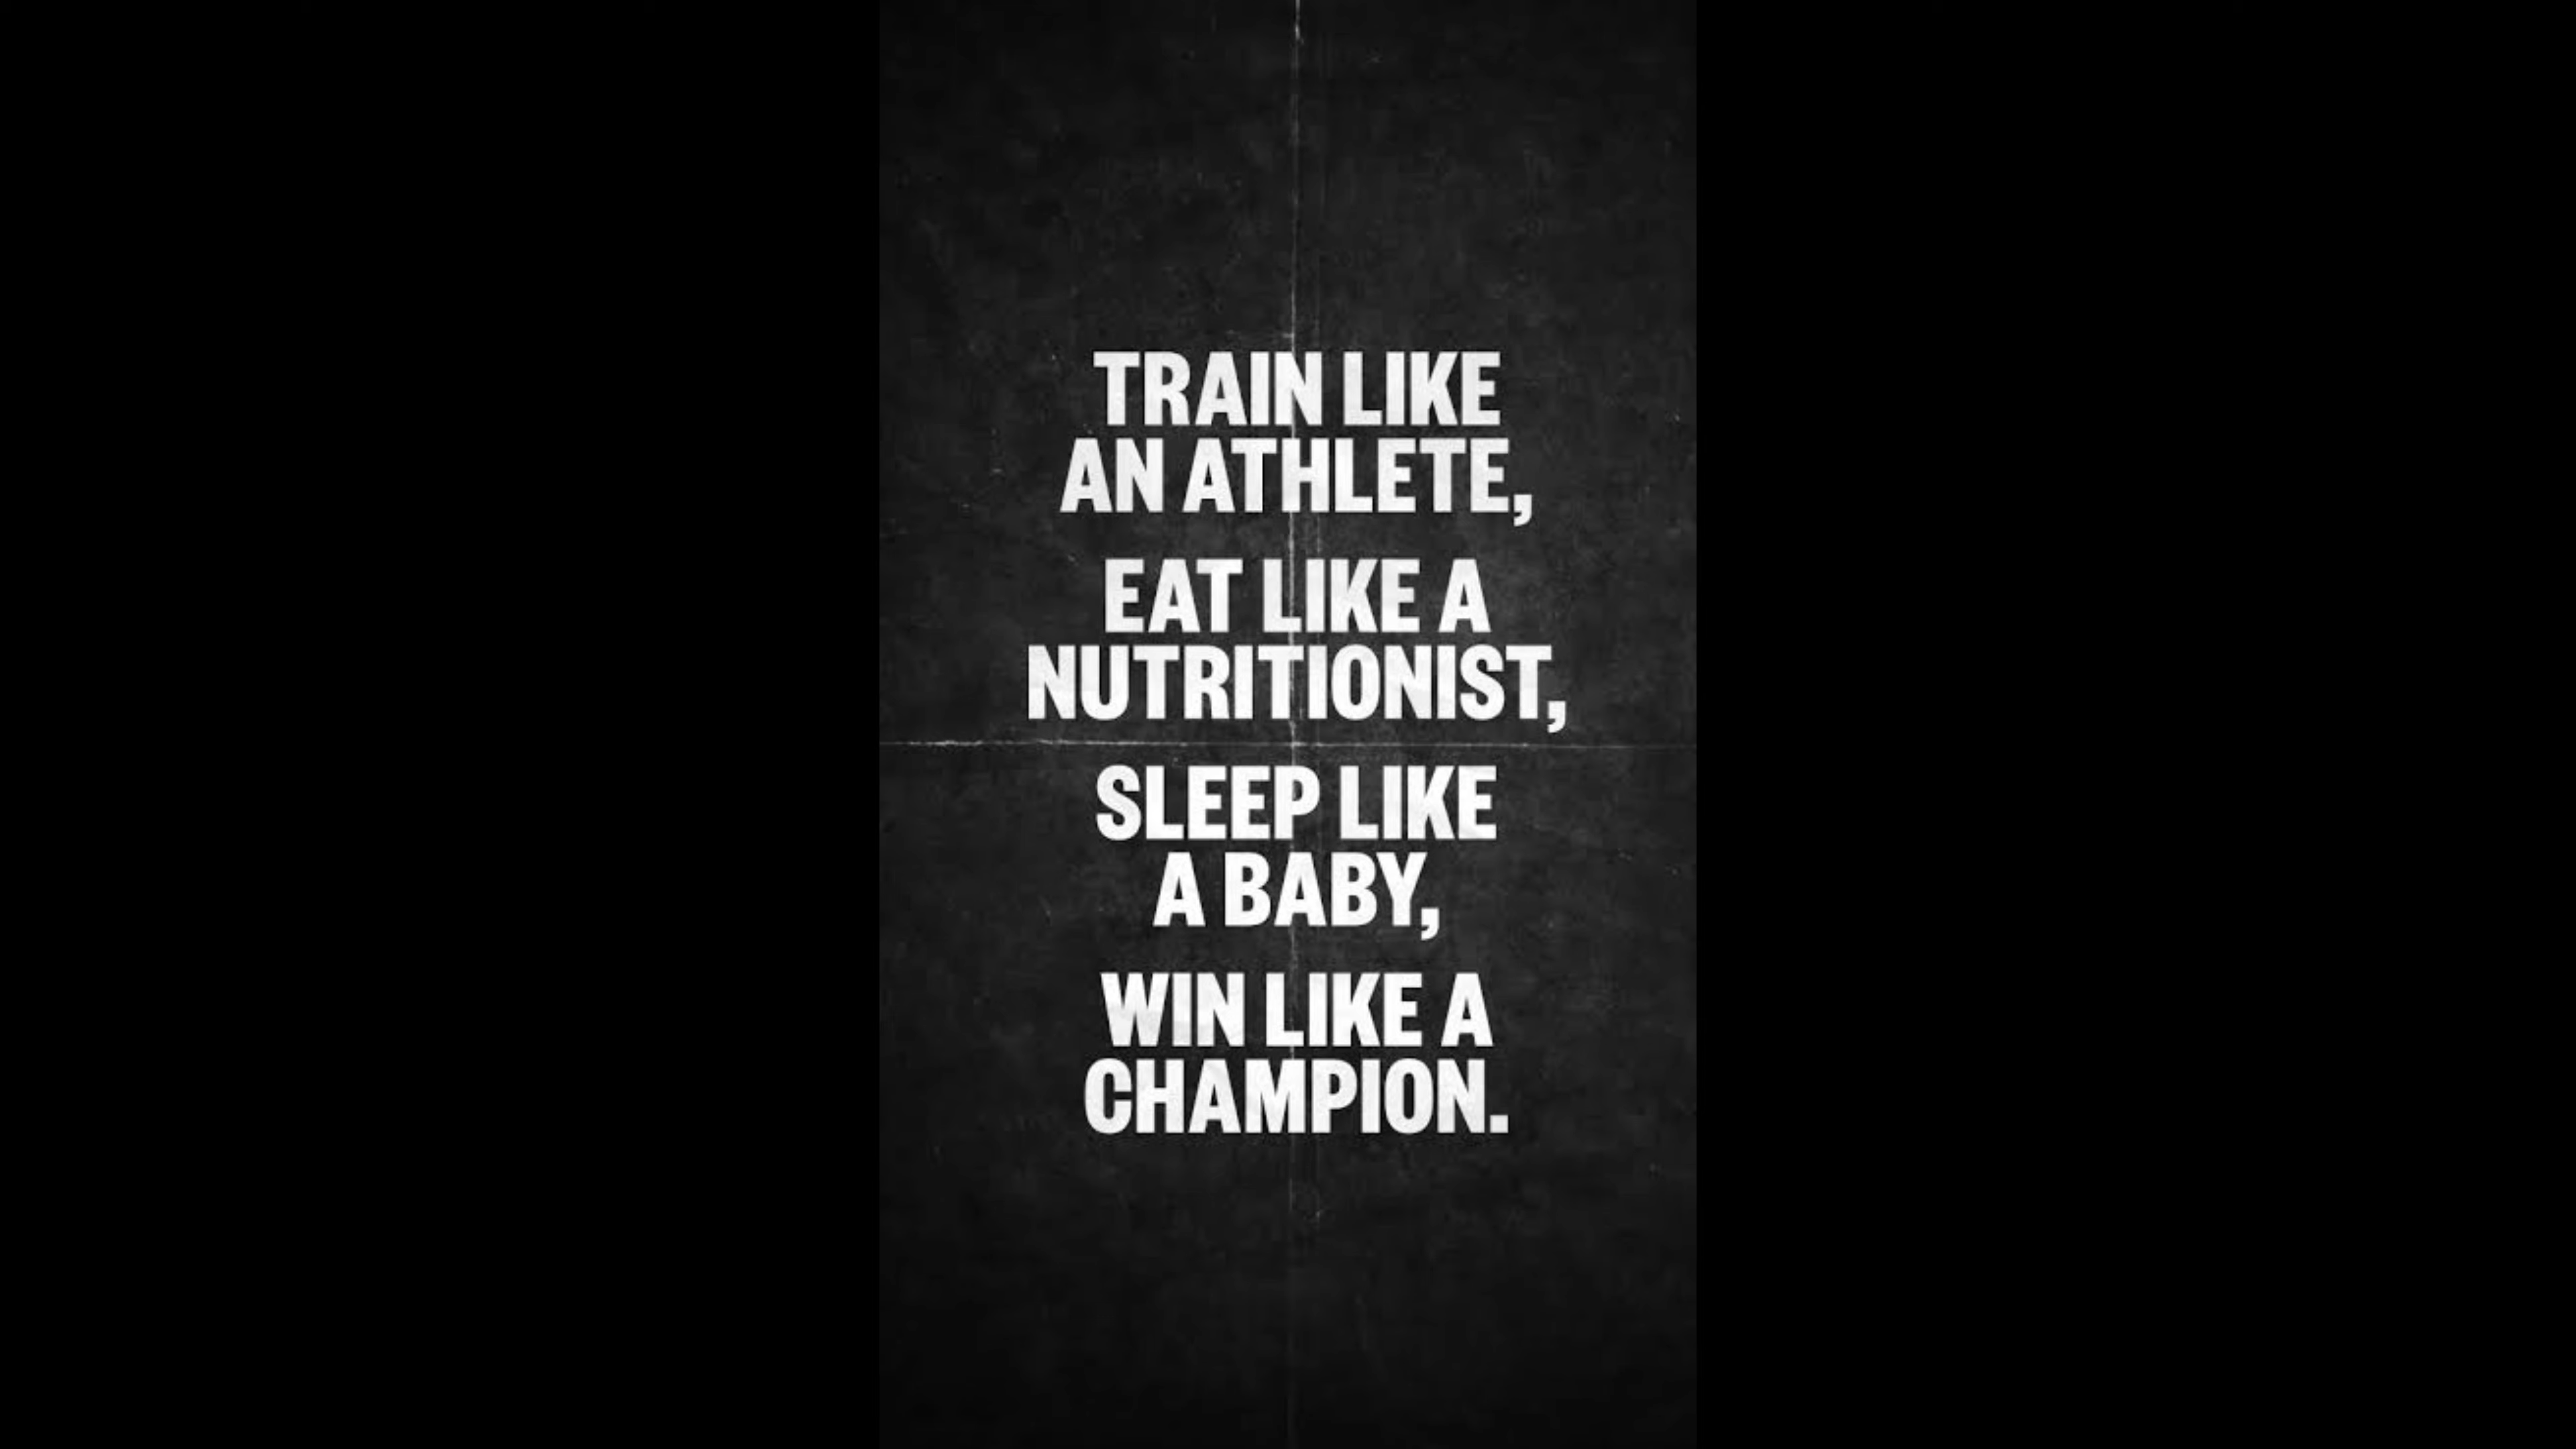 TRAIN LIKE
AN ATHLETE,
EAT LIKE A
NUTRITIONIST,
SLEEP LIKE
A BABY,
WIN LIKE A
CHAMPION.